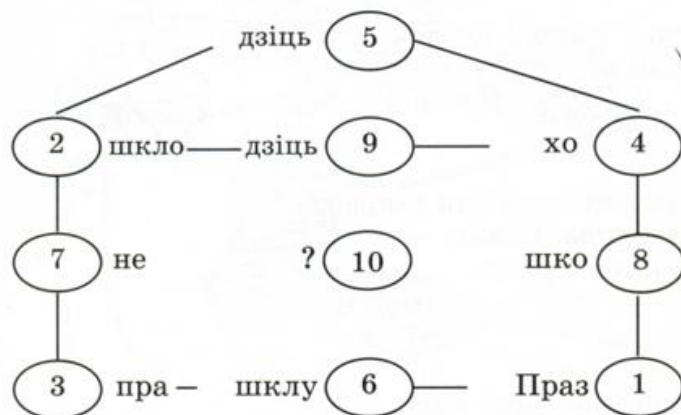 дзіць 5
2 шкло — дзіць 9 — хо 4
7 не ? 10 шко 8
3 пра – шклу 6 — Праз 1